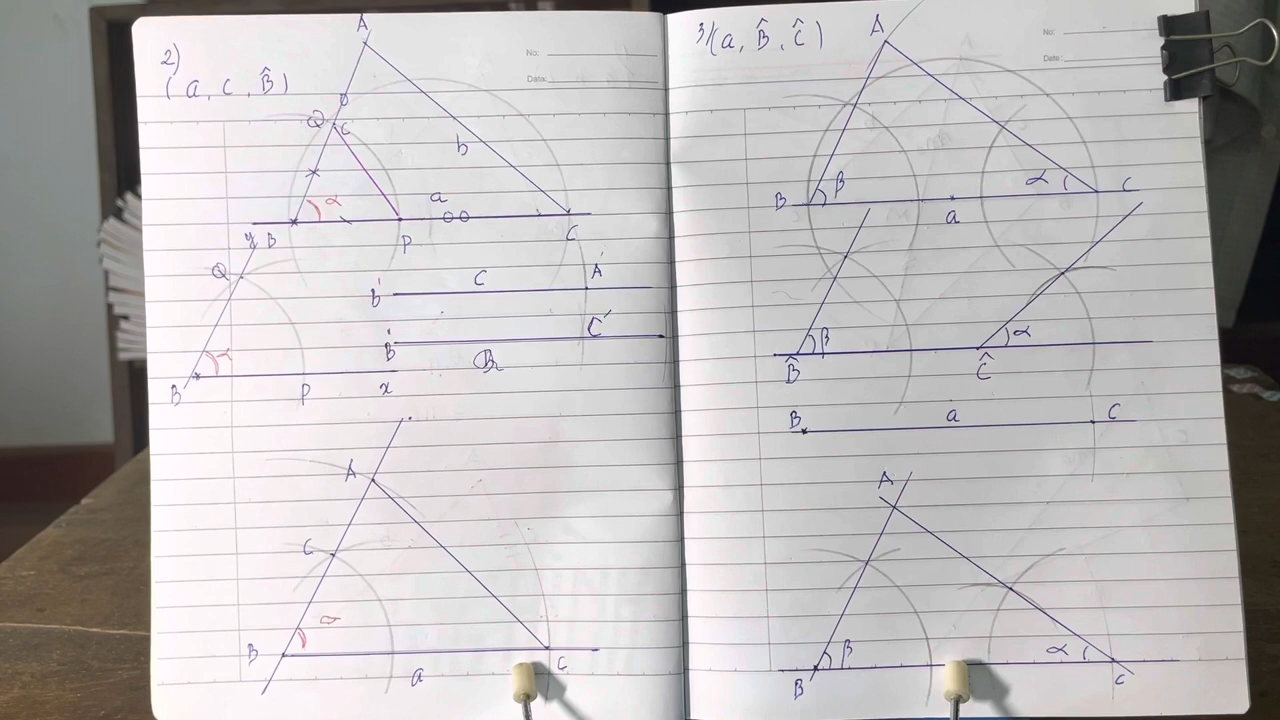 2)
(a, c, B̂)
No:
Date:
A
Q
C
b
α
a
B
P
C
y
Q
α
B
P
x
B'
C
A'
B'
C'
A
C
α
B
a
C
3/(a, B̂, Ĉ)
No:
Date:
A
B
β
a
α
C
β
B̂
Ĉ
α
B
a
C
A
B
β
α
C